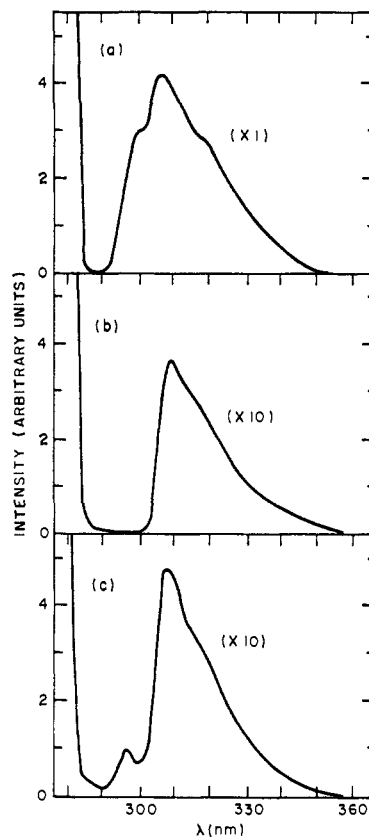 (a)
4
(X1)
2
0
(b)
4
(X10)
2
0
(c)
4
(X10)
2
0
300
330
360
λ(nm)
INTENSITY (ARBITRARY UNITS)